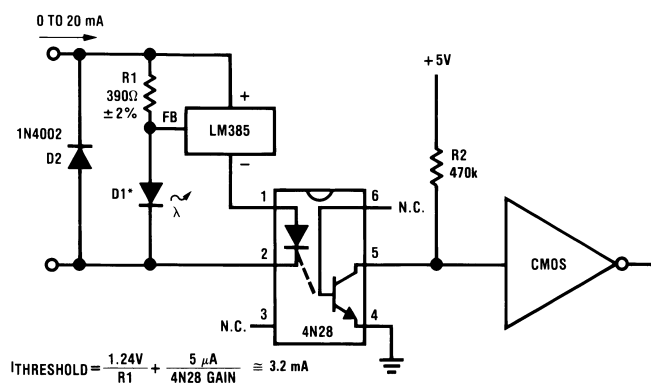 0 TO 20 mA
+5V
R1
390Ω
±2%
FB
+
LM385
−
1N4002
D2
R2
470k
D1*
λ
1
6
N.C.
2
5
CMOS
3
4
N.C.
4N28
ITHRESHOLD = 1.24V / R1 + 5 μA / 4N28 GAIN ≅ 3.2 mA